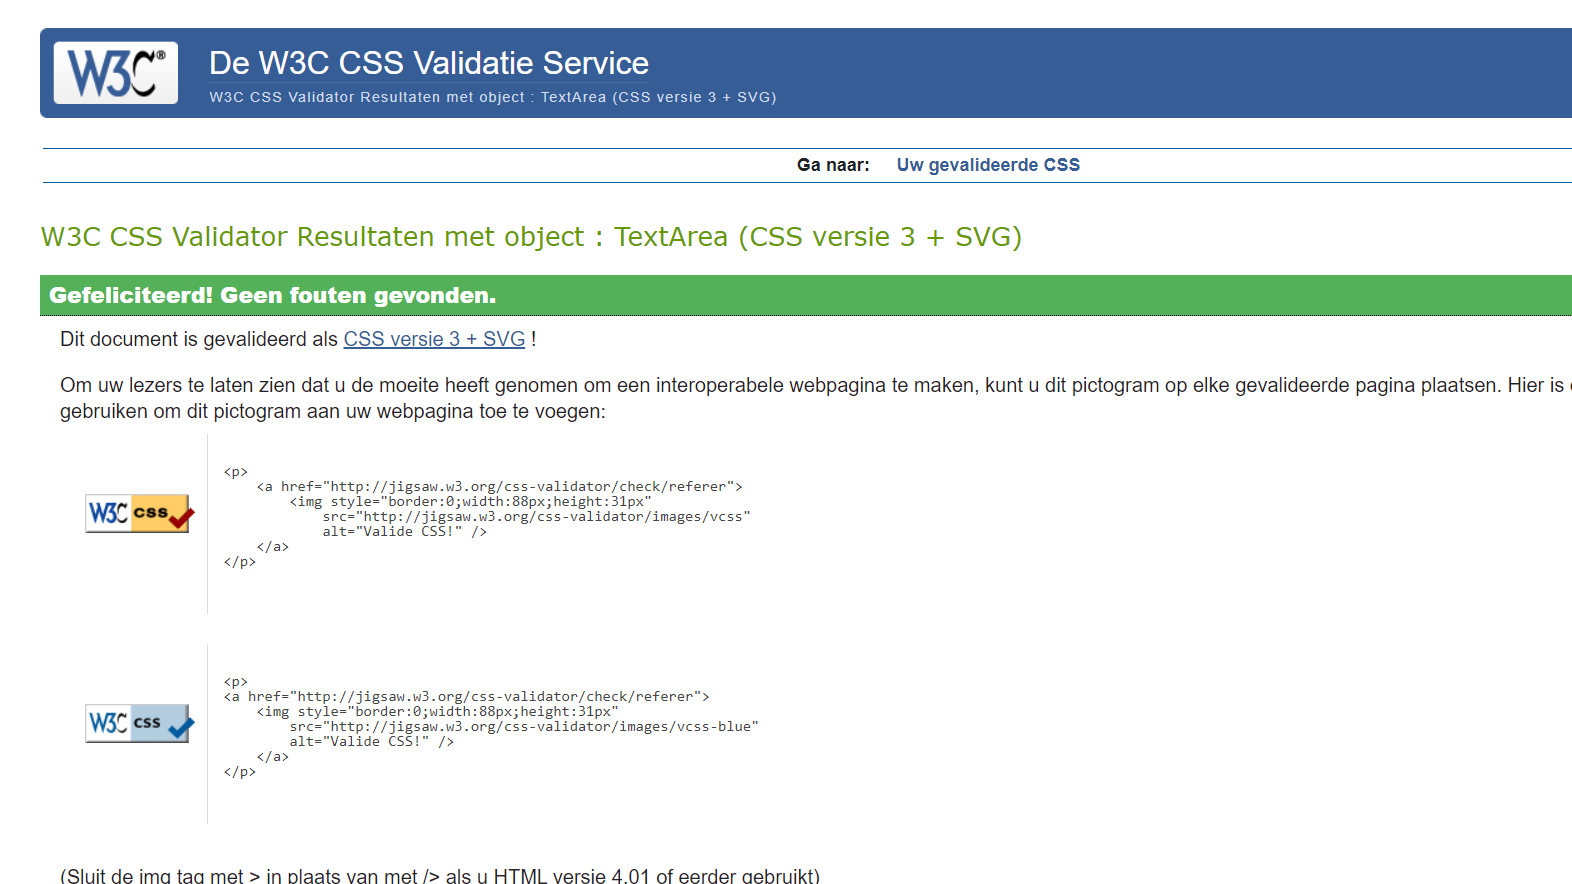 W3C®
De W3C CSS Validatie Service
W3C CSS Validator Resultaten met object : TextArea (CSS versie 3 + SVG)
Ga naar: Uw gevalideerde CSS
W3C CSS Validator Resultaten met object : TextArea (CSS versie 3 + SVG)
Gefeliciteerd! Geen fouten gevonden.
Dit document is gevalideerd als CSS versie 3 + SVG !
Om uw lezers te laten zien dat u de moeite heeft genomen om een interoperabele webpagina te maken, kunt u dit pictogram op elke gevalideerde pagina plaatsen. Hier is
gebruiken om dit pictogram aan uw webpagina toe te voegen:
W3C css
<p>
    <a href="http://jigsaw.w3.org/css-validator/check/referer">
        <img style="border:0;width:88px;height:31px"
            src="http://jigsaw.w3.org/css-validator/images/vcss"
            alt="Valide CSS!" />
    </a>
</p>
W3C css
<p>
<a href="http://jigsaw.w3.org/css-validator/check/referer">
    <img style="border:0;width:88px;height:31px"
        src="http://jigsaw.w3.org/css-validator/images/vcss-blue"
        alt="Valide CSS!" />
    </a>
</p>
(Sluit de img tag met > in plaats van met /> als u HTML versie 4.01 of eerder gebruikt)